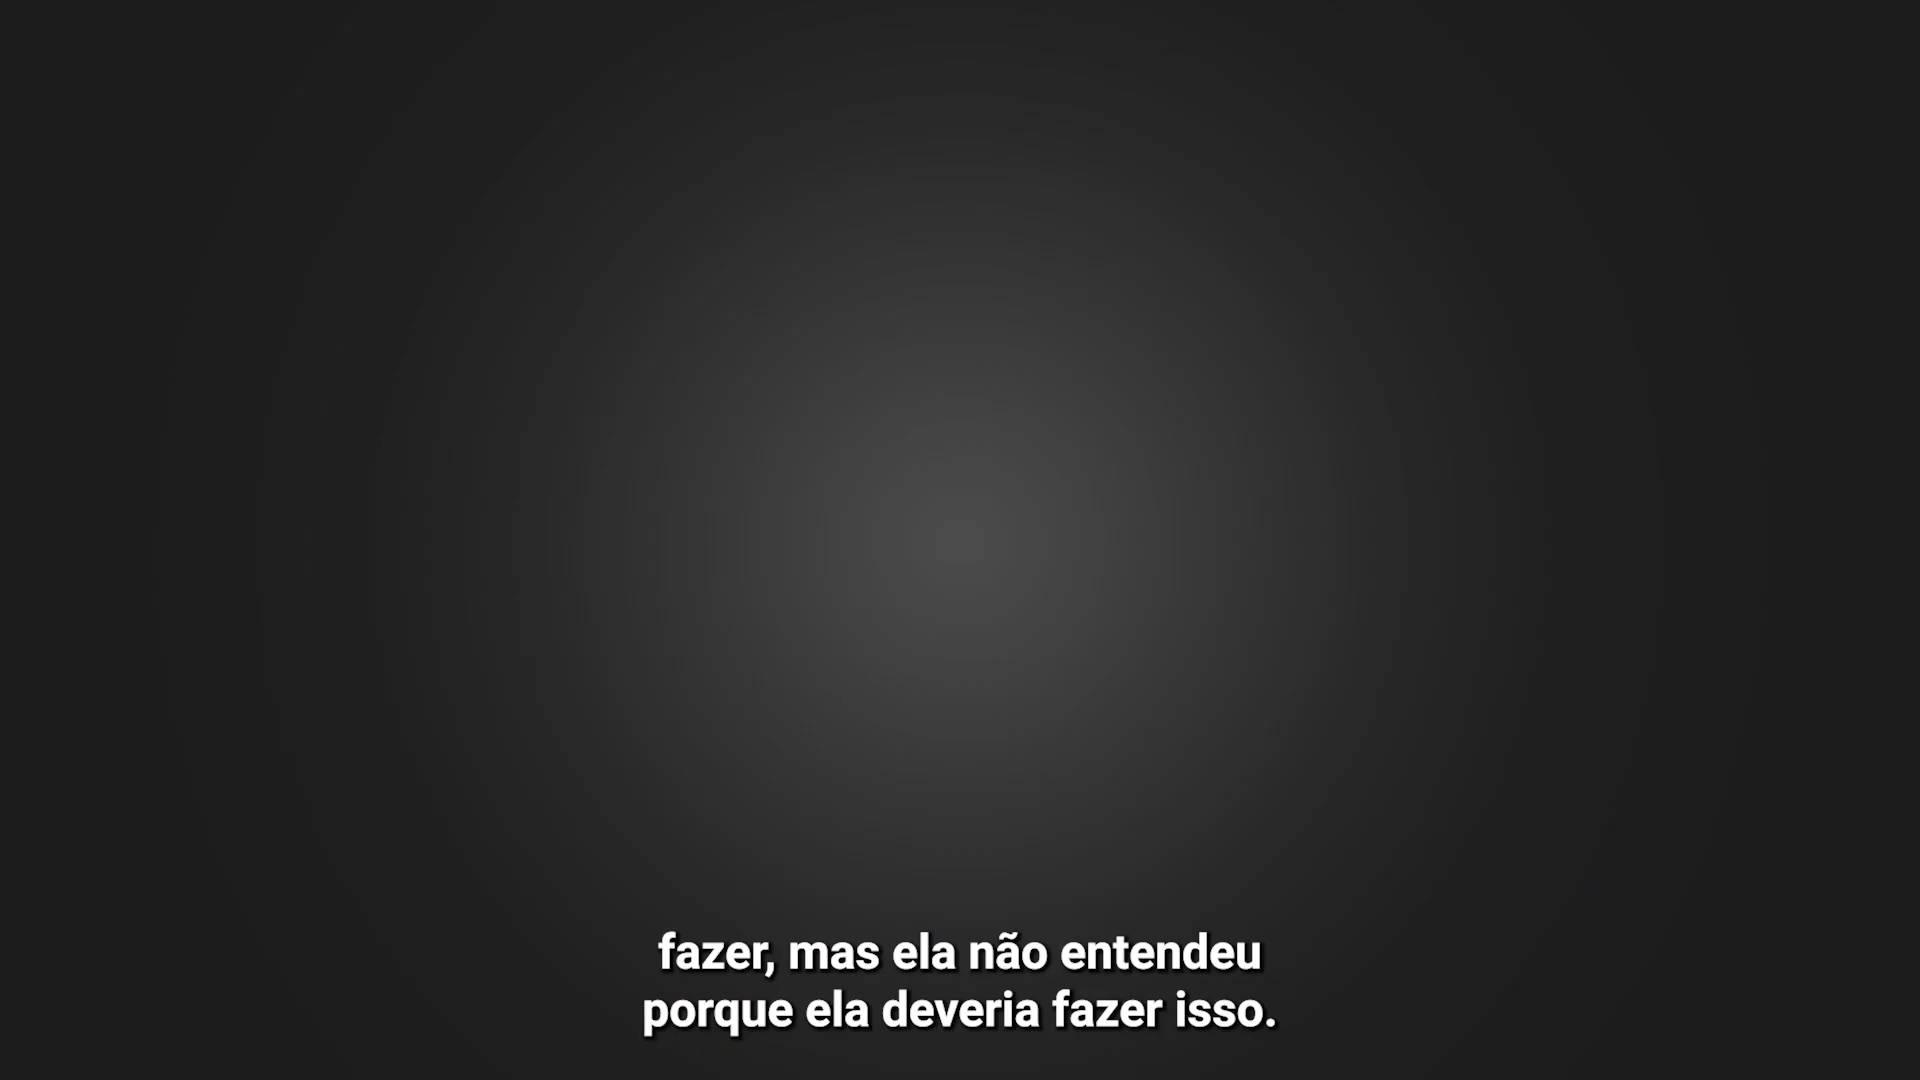 fazer, mas ela não entendeu
porque ela deveria fazer isso.